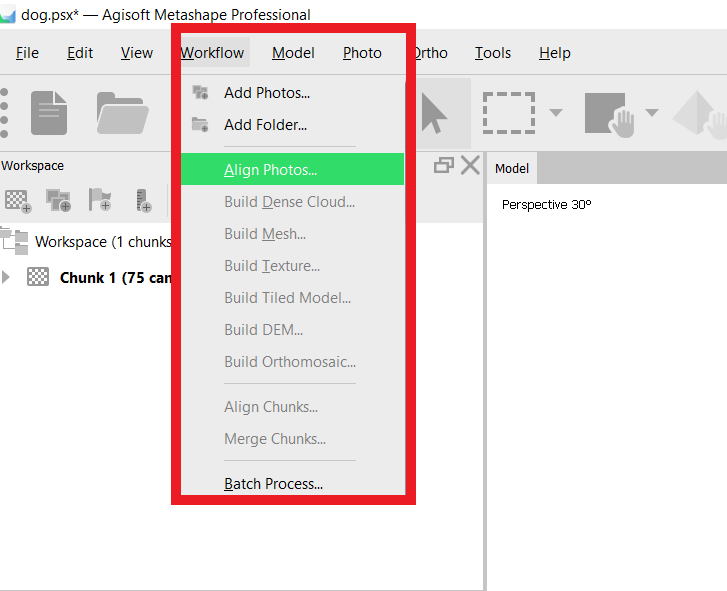 dog.psx* — Agisoft Metashape Professional
File Edit View Workflow Model Photo Ortho Tools Help
Add Photos...
Add Folder...
Align Photos...
Build Dense Cloud...
Build Mesh...
Build Texture...
Build Tiled Model...
Build DEM...
Build Orthomosaic...
Align Chunks...
Merge Chunks...
Batch Process...
Workspace
Workspace (1 chunks
Chunk 1 (75 can
Model
Perspective 30°